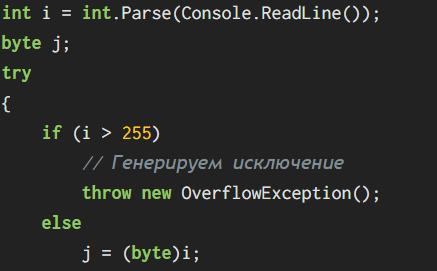 int i = int.Parse(Console.ReadLine());
byte j;
try
{
    if (i > 255)
        // Генерируем исключение
        throw new OverflowException();
    else
        j = (byte)i;